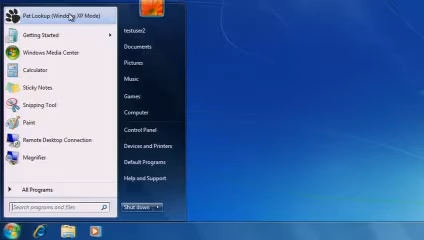 Pet Lookup (Windows XP Mode)
Getting Started
Windows Media Center
Calculator
Sticky Notes
Snipping Tool
Paint
Remote Desktop Connection
Magnifier
All Programs
Search programs and files
testuser2
Documents
Pictures
Music
Games
Computer
Control Panel
Devices and Printers
Default Programs
Help and Support
Shut down